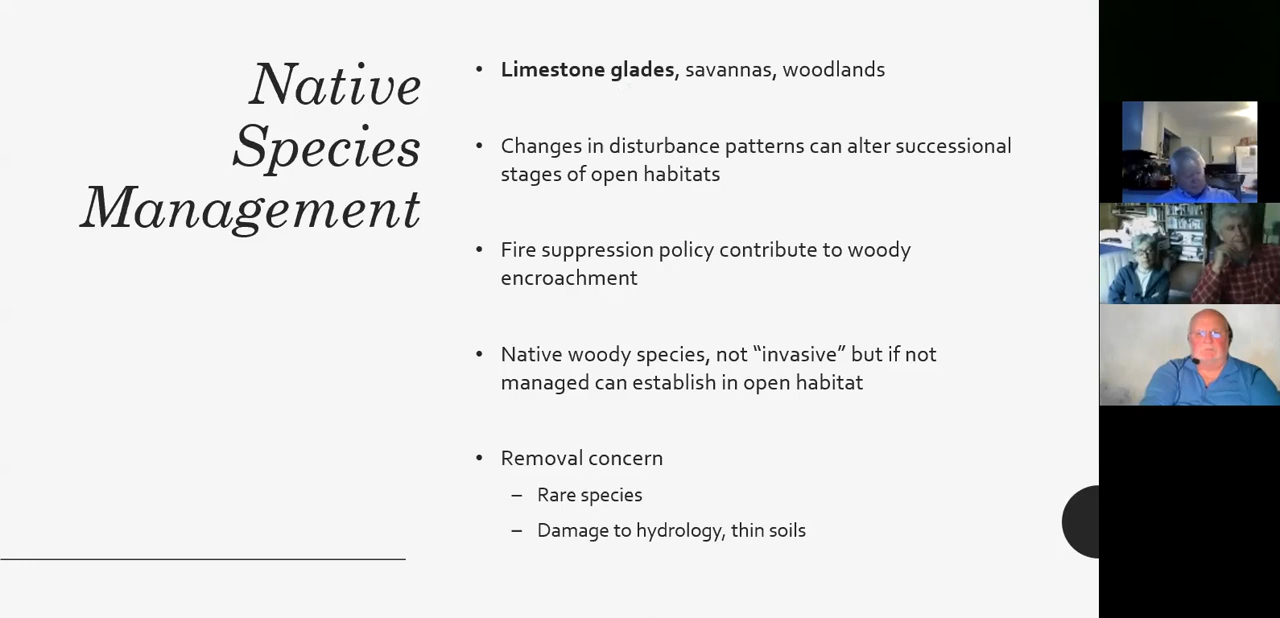 Native
Species
Management
• Limestone glades, savannas, woodlands
• Changes in disturbance patterns can alter successional
stages of open habitats
• Fire suppression policy contribute to woody
encroachment
• Native woody species, not “invasive” but if not
managed can establish in open habitat
• Removal concern
– Rare species
– Damage to hydrology, thin soils